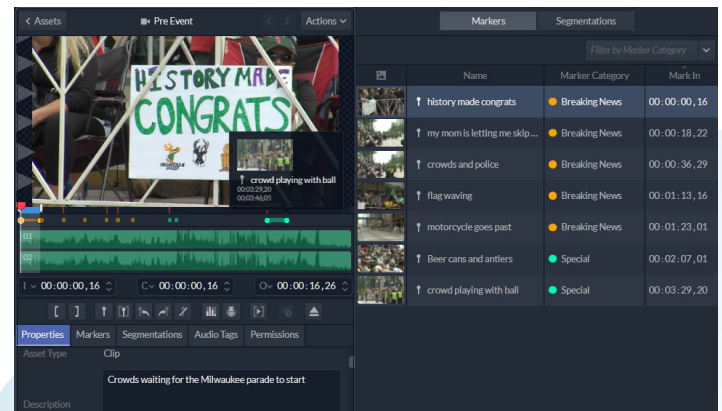 Assets
Pre Event
Actions
HISTORY MADE
CONGRATS
crowd playing with ball
00:03:29,20
00:03:46,05
01
02
I 00:00:00,16
C 00:00:00,16
O 00:00:16,26
Properties
Markers
Segmentations
Audio Tags
Permissions
Asset Type
Clip
Crowds waiting for the Milwaukee parade to start
Description
Markers
Segmentations
Filter by Marker Category
Name Marker Category Mark In
history made congrats Breaking News 00:00:00,16
my mom is letting me skip ... Breaking News 00:00:18,22
crowds and police Breaking News 00:00:36,29
flag waving Breaking News 00:01:13,16
motorcycle goes past Breaking News 00:01:23,01
Beer cans and antlers Special 00:02:07,01
crowd playing with ball Special 00:03:29,20